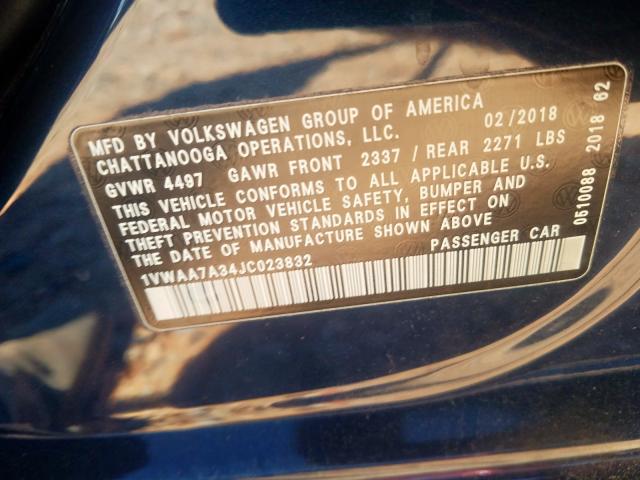 MFD BY VOLKSWAGEN GROUP OF AMERICA 02/2018
CHATTANOOGA OPERATIONS, LLC.
GVWR 4497 GAWR FRONT 2337 / REAR 2271 LBS
THIS VEHICLE CONFORMS TO ALL APPLICABLE U.S.
FEDERAL MOTOR VEHICLE SAFETY, BUMPER AND
THEFT PREVENTION STANDARDS IN EFFECT ON
THE DATE OF MANUFACTURE SHOWN ABOVE
1VWAA7A34JC023832 PASSENGER CAR
0510088 2018 62